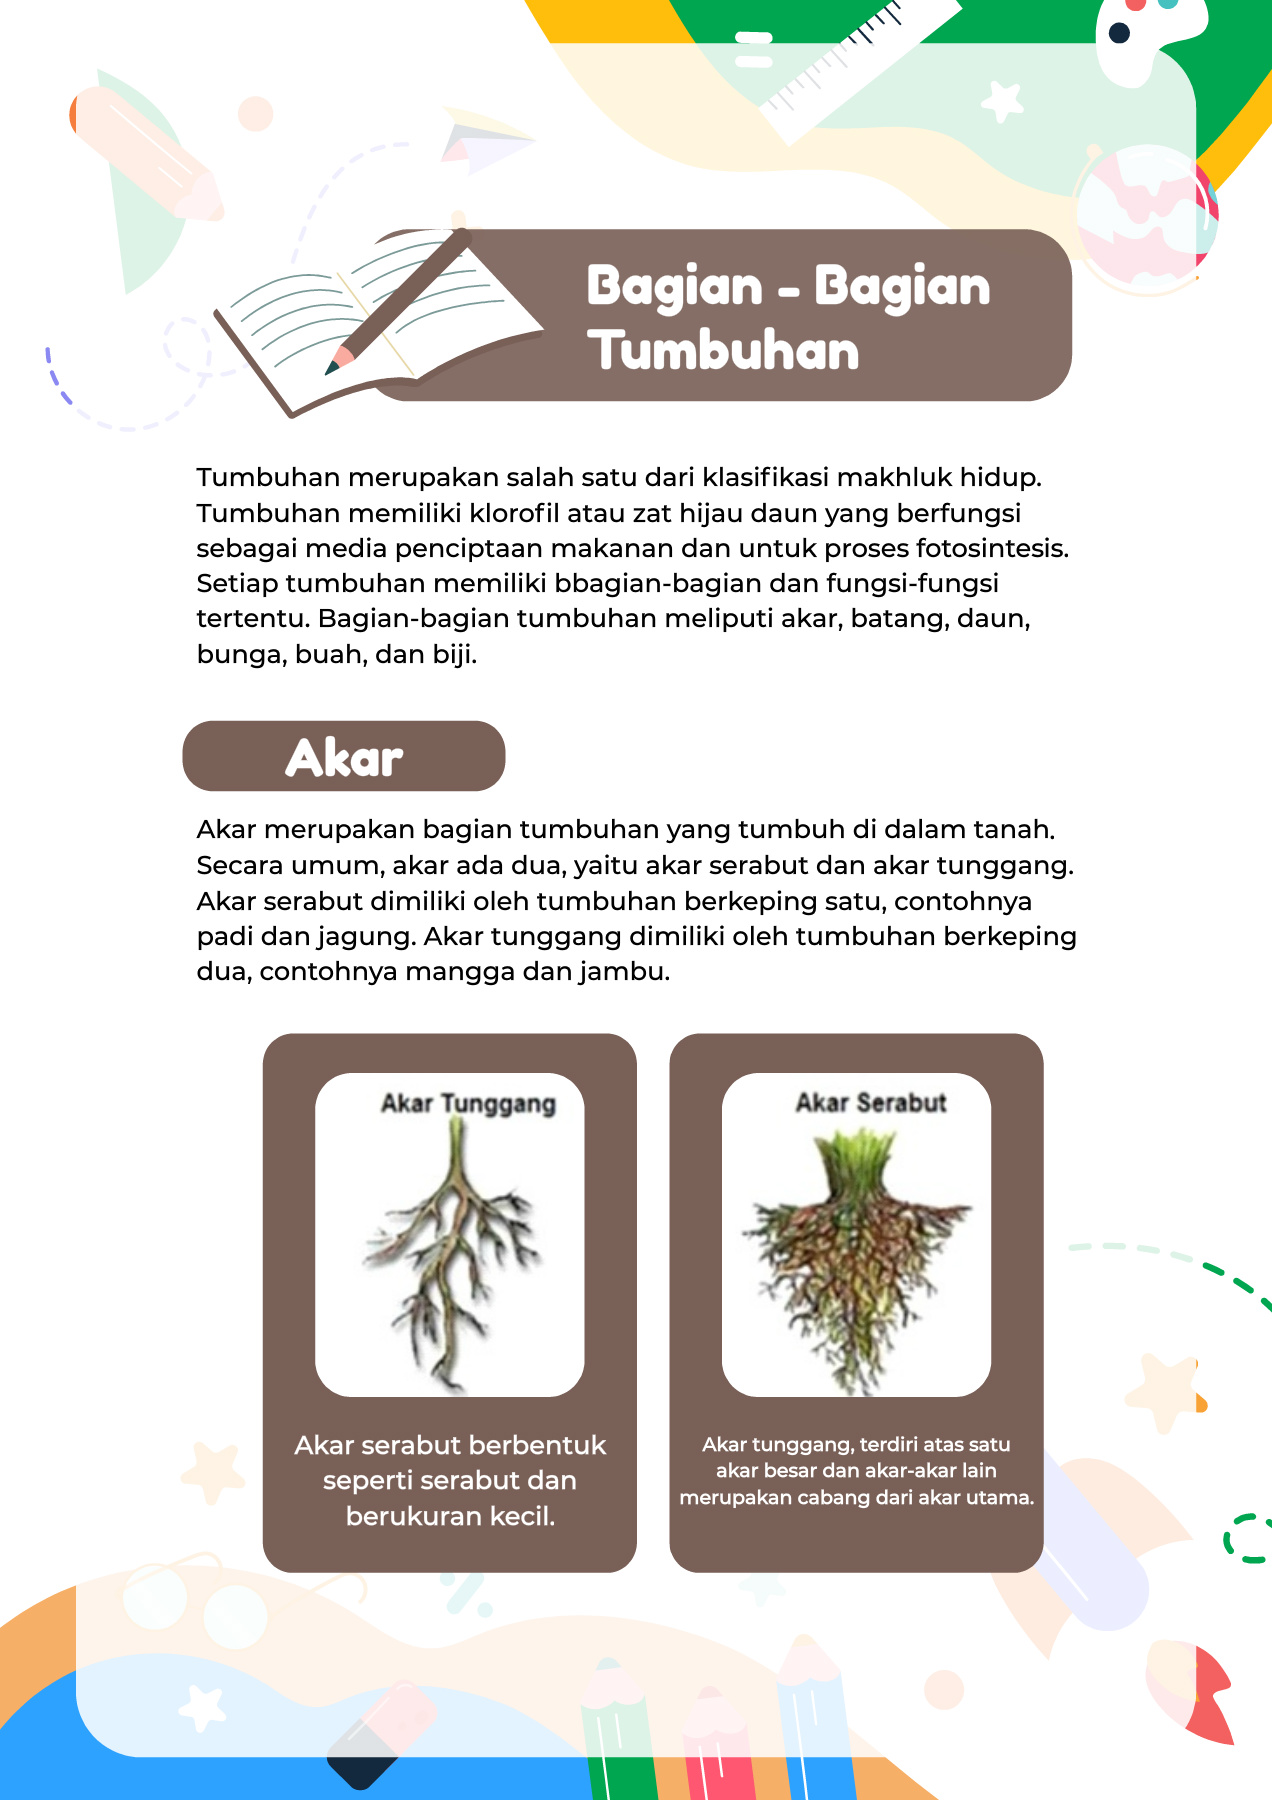 Bagian - Bagian
Tumbuhan
Tumbuhan merupakan salah satu dari klasifikasi makhluk hidup.
Tumbuhan memiliki klorofil atau zat hijau daun yang berfungsi
sebagai media penciptaan makanan dan untuk proses fotosintesis.
Setiap tumbuhan memiliki bbagian-bagian dan fungsi-fungsi
tertentu. Bagian-bagian tumbuhan meliputi akar, batang, daun,
bunga, buah, dan biji.
Akar
Akar merupakan bagian tumbuhan yang tumbuh di dalam tanah.
Secara umum, akar ada dua, yaitu akar serabut dan akar tunggang.
Akar serabut dimiliki oleh tumbuhan berkeping satu, contohnya
padi dan jagung. Akar tunggang dimiliki oleh tumbuhan berkeping
dua, contohnya mangga dan jambu.
Akar Tunggang
Akar serabut berbentuk
seperti serabut dan
berukuran kecil.
Akar Serabut
Akar tunggang, terdiri atas satu
akar besar dan akar-akar lain
merupakan cabang dari akar utama.